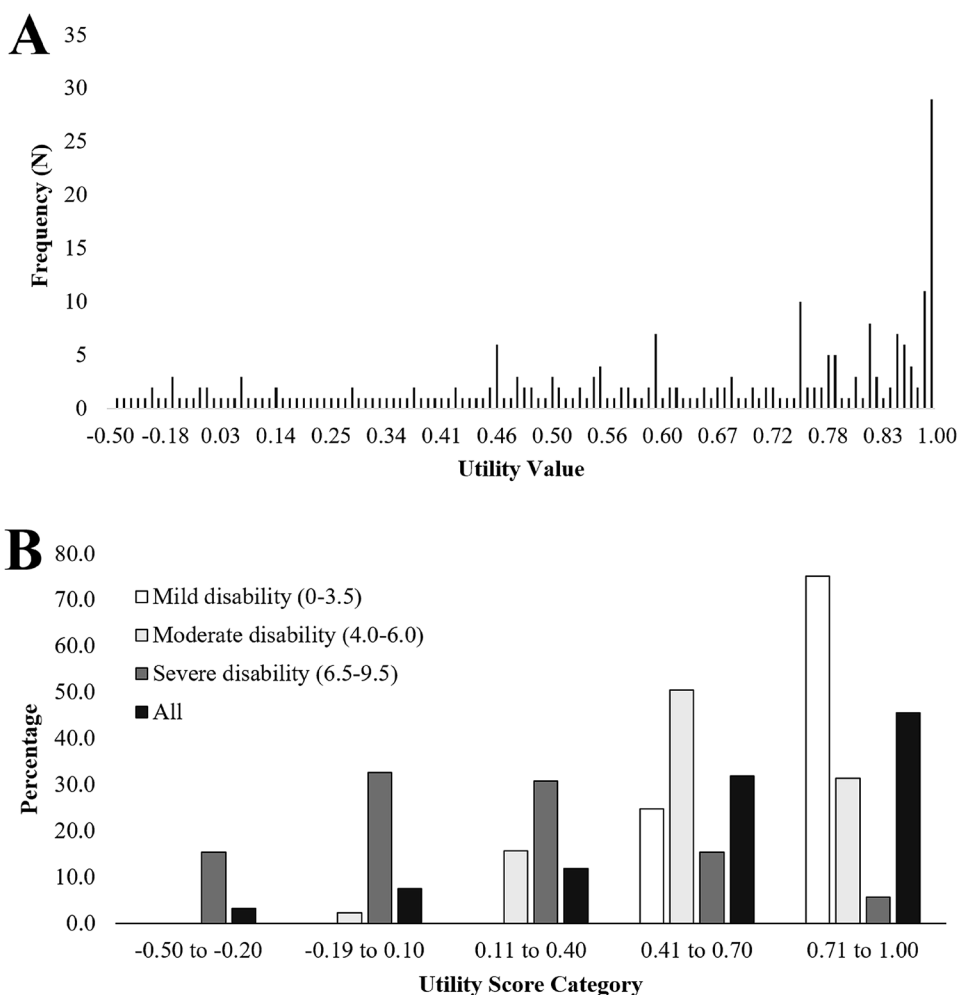 A
35
30
25
20
15
10
5
0
Frequency (N)
-0.50 -0.18 0.03 0.14 0.25 0.34 0.41 0.46 0.50 0.56 0.60 0.67 0.72 0.78 0.83 1.00
Utility Value
B
80.0
70.0
60.0
50.0
40.0
30.0
20.0
10.0
0.0
Percentage
Mild disability (0-3.5)
Moderate disability (4.0-6.0)
Severe disability (6.5-9.5)
All
-0.50 to -0.20 -0.19 to 0.10 0.11 to 0.40 0.41 to 0.70 0.71 to 1.00
Utility Score Category